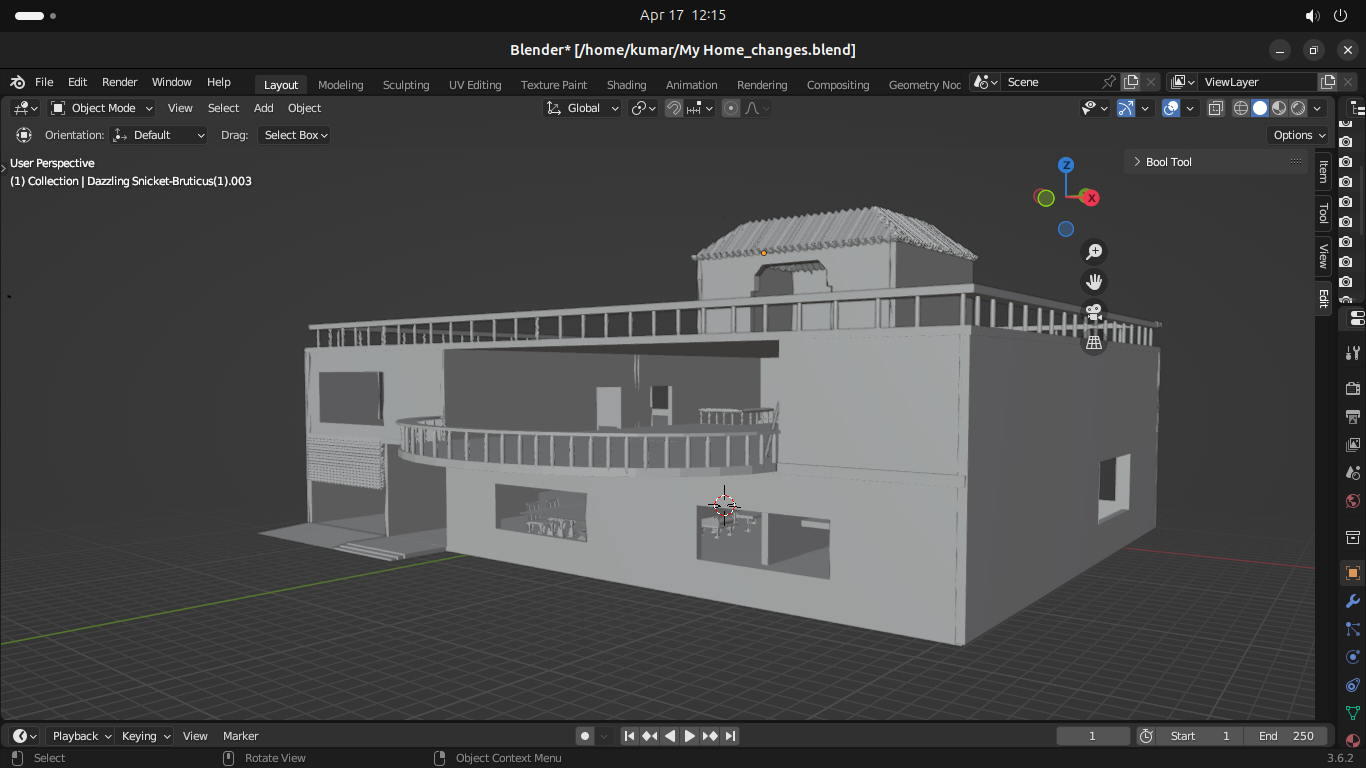 Apr 17 12:15
Blender* [/home/kumar/My Home_changes.blend]
File Edit Render Window Help Layout Modeling Sculpting UV Editing Texture Paint Shading Animation Rendering Compositing Geometry Noc Scene ViewLayer
Object Mode View Select Add Object Global
Orientation: Default Drag: Select Box Options
User Perspective
(1) Collection | Dazzling Snicket-Bruticus(1).003
Bool Tool
Z
X
Item
Tool
View
Edit
Playback Keying View Marker 1 Start 1 End 250
Select Rotate View Object Context Menu 3.6.2